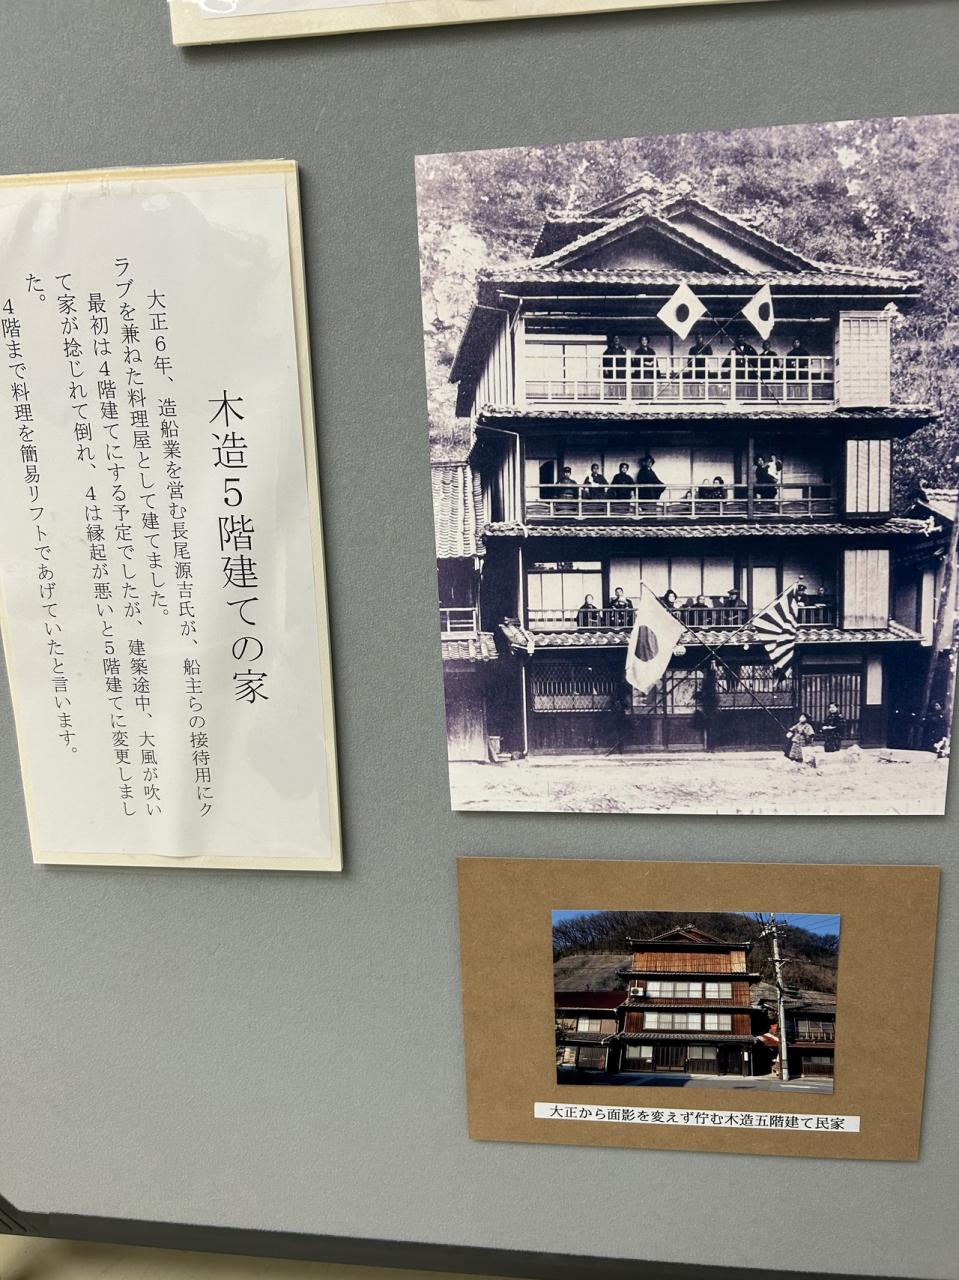 木造５階建ての家
大正６年、造船業を営む長尾源吉氏が、船主らの接待用にク
ラブを兼ねた料理屋として建てました。
最初は４階建てにする予定でしたが、建築途中、大風が吹い
て家が捻じれて倒れ、４は縁起が悪いと５階建てに変更しまし
た。
４階まで料理を簡易リフトであげていたと言います。
大正から面影を変えず佇む木造五階建て民家